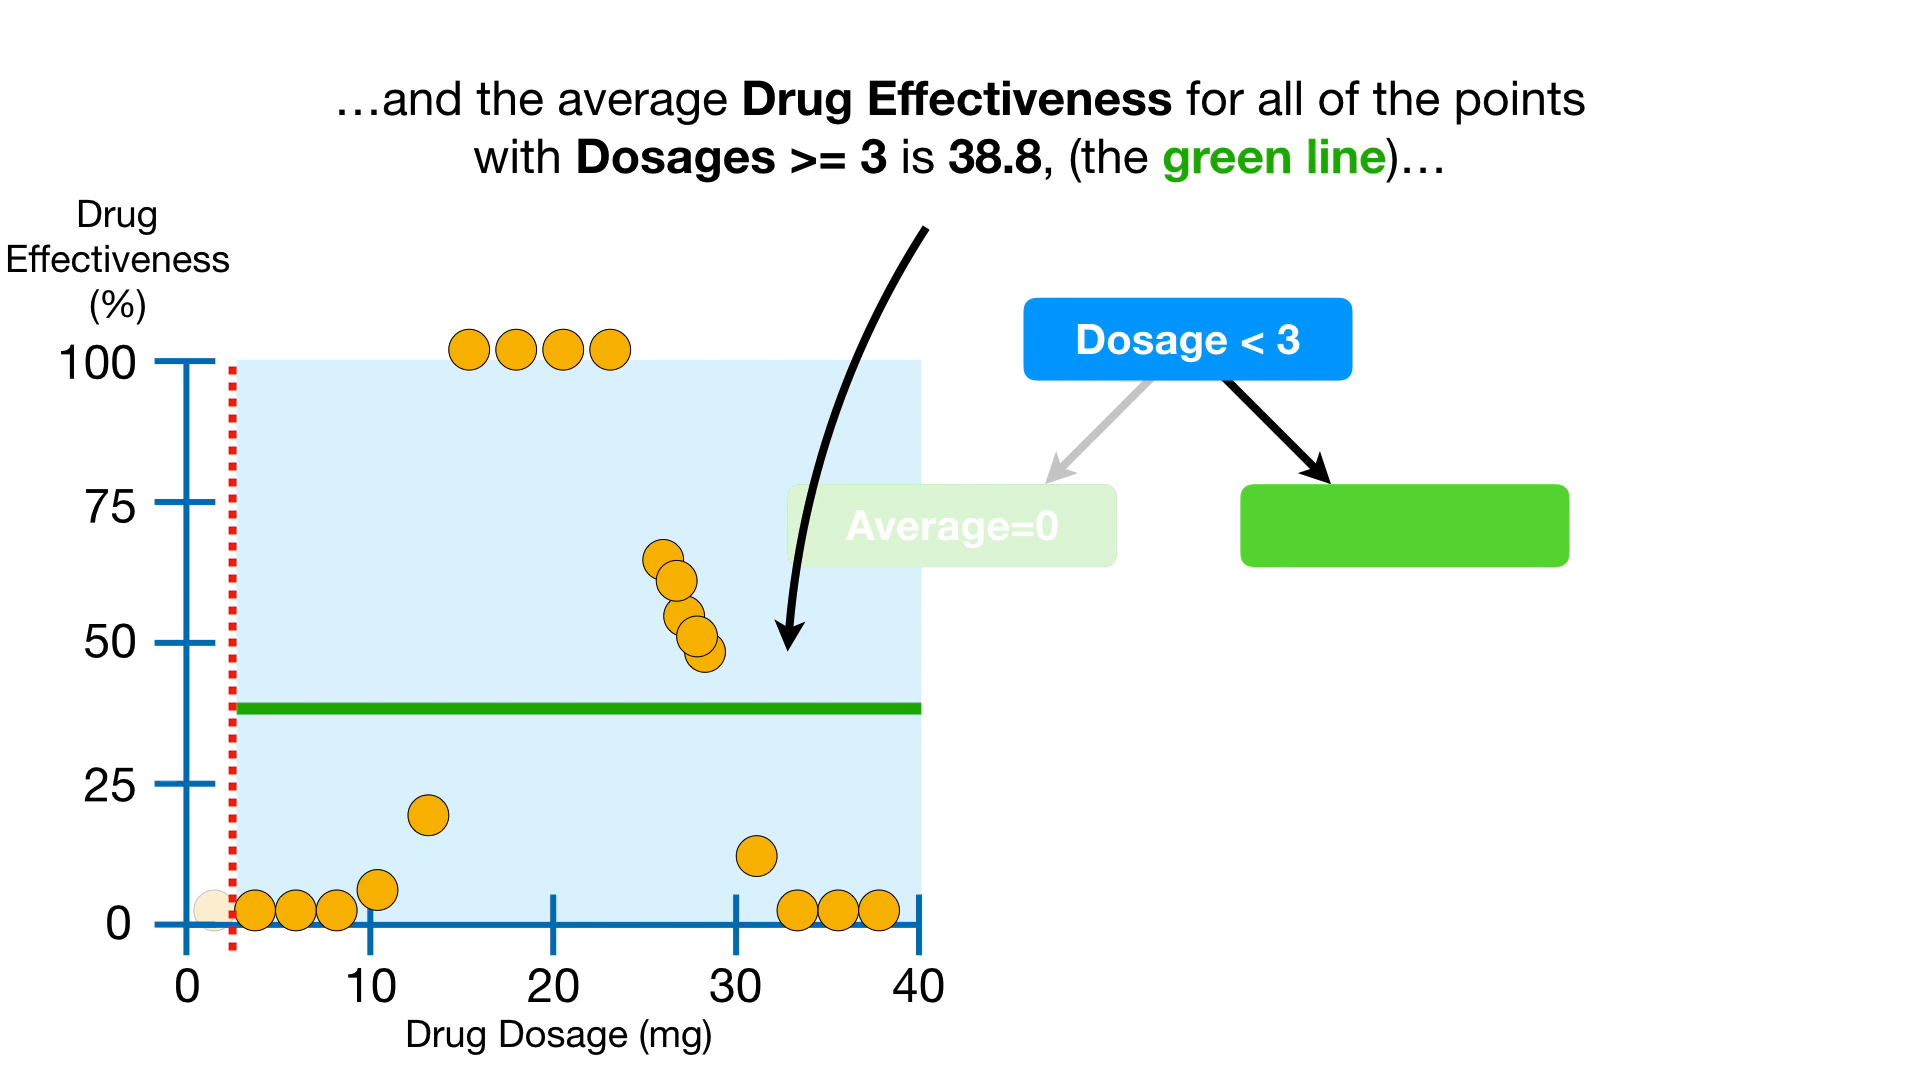 …and the average Drug Effectiveness for all of the points
with Dosages >= 3 is 38.8, (the green line)…
Drug
Effectiveness
(%)
100
75
50
25
0
0 10 20 30 40
Drug Dosage (mg)
Dosage < 3
Average=0